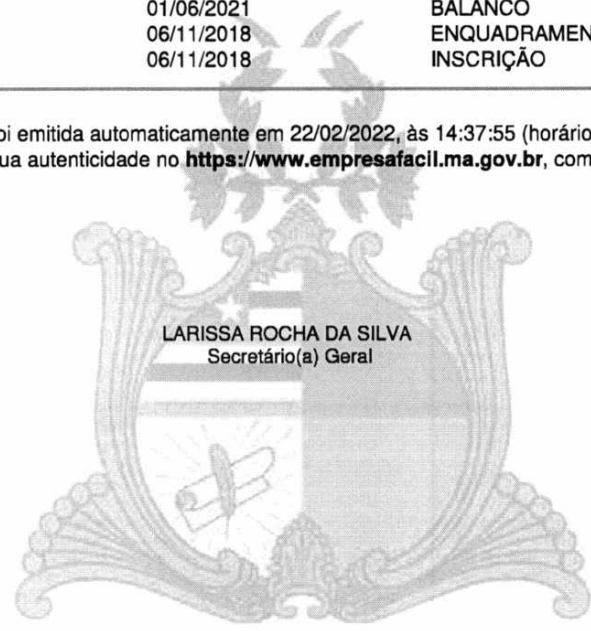 01/06/2021 BALANCO
06/11/2018 ENQUADRAMEN
06/11/2018 INSCRIÇÃO
oi emitida automaticamente em 22/02/2022, às 14:37:55 (horário
ua autenticidade no https://www.empresafacil.ma.gov.br, com
LARISSA ROCHA DA SILVA
Secretário(a) Geral